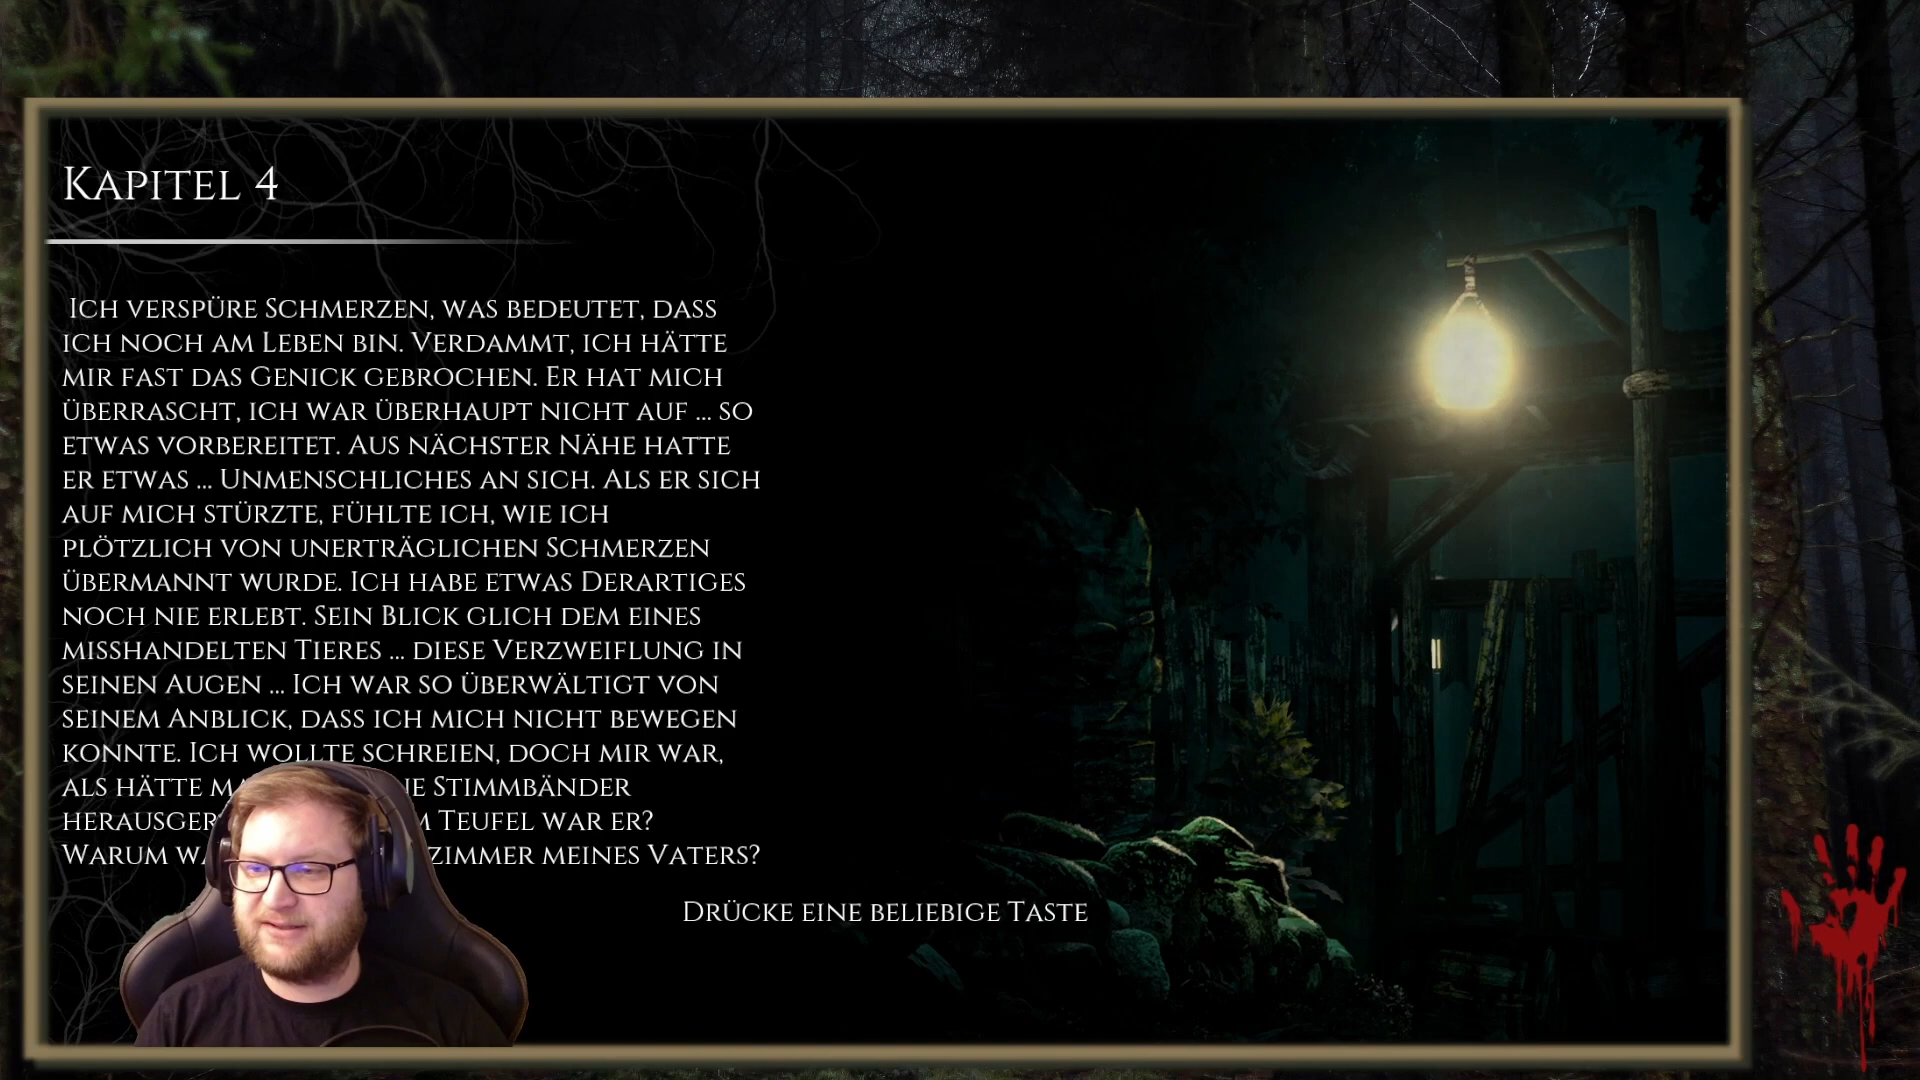 Kapitel 4
Ich verspüre Schmerzen, was bedeutet, dass
ich noch am Leben bin. Verdammt, ich hätte
mir fast das Genick gebrochen. Er hat mich
überrascht, ich war überhaupt nicht auf ... so
etwas vorbereitet. Aus nächster Nähe hatte
er etwas ... Unmenschliches an sich. Als er sich
auf mich stürzte, fühlte ich, wie ich
plötzlich von unerträglichen Schmerzen
übermannt wurde. Ich habe etwas Derartiges
noch nie erlebt. Sein Blick glich dem eines
misshandelten Tieres ... diese Verzweiflung in
seinen Augen ... Ich war so überwältigt von
seinem Anblick, dass ich mich nicht bewegen
konnte. Ich wollte schreien, doch mir war,
als hätte Stimmbänder
Teufel war er?
Warum zimmer meines Vaters?
Drücke eine beliebige Taste